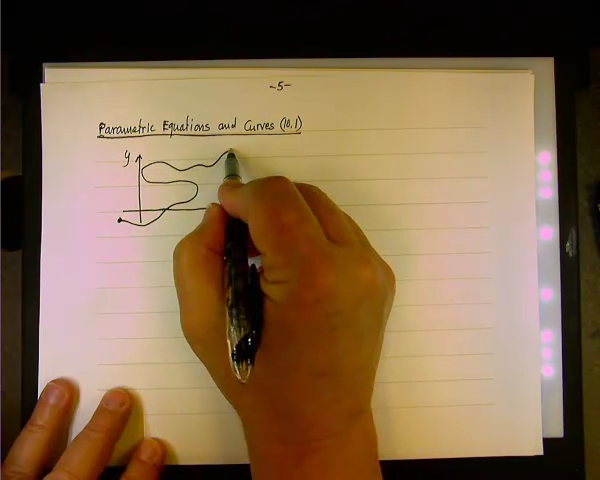 -5-
Parametric Equations and Curves (10.1)
y